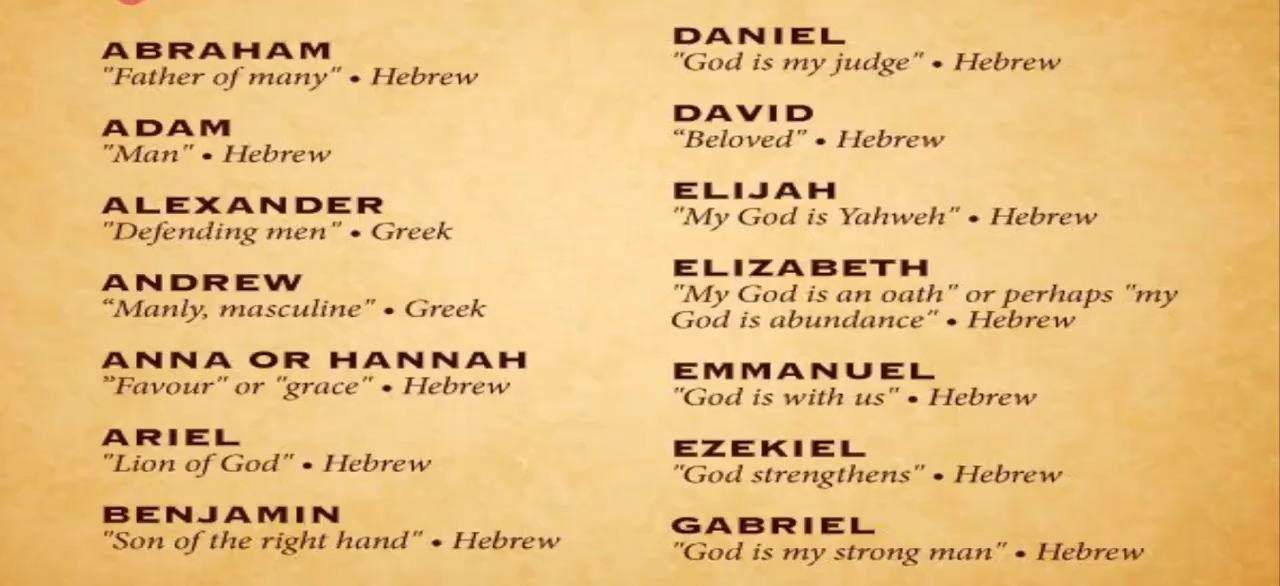 ABRAHAM
"Father of many" • Hebrew
ADAM
"Man" • Hebrew
ALEXANDER
"Defending men" • Greek
ANDREW
“Manly, masculine" • Greek
ANNA OR HANNAH
”Favour" or "grace" • Hebrew
ARIEL
"Lion of God" • Hebrew
BENJAMIN
"Son of the right hand" • Hebrew
DANIEL
"God is my judge" • Hebrew
DAVID
“Beloved" • Hebrew
ELIJAH
"My God is Yahweh" • Hebrew
ELIZABETH
"My God is an oath" or perhaps "my
God is abundance" • Hebrew
EMMANUEL
"God is with us" • Hebrew
EZEKIEL
"God strengthens" • Hebrew
GABRIEL
"God is my strong man" • Hebrew